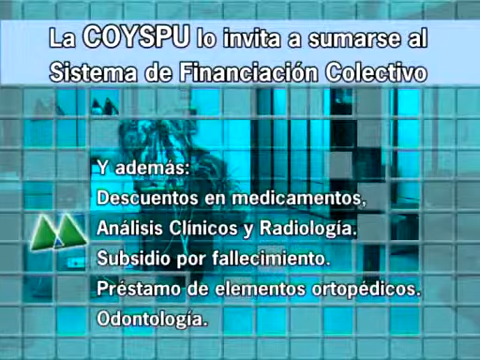 La COYSPU lo invita a sumarse al
Sistema de Financiación Colectivo
Y además:
Descuentos en medicamentos,
Análisis Clínicos y Radiología.
Subsidio por fallecimiento.
Préstamo de elementos ortopédicos.
Odontología.